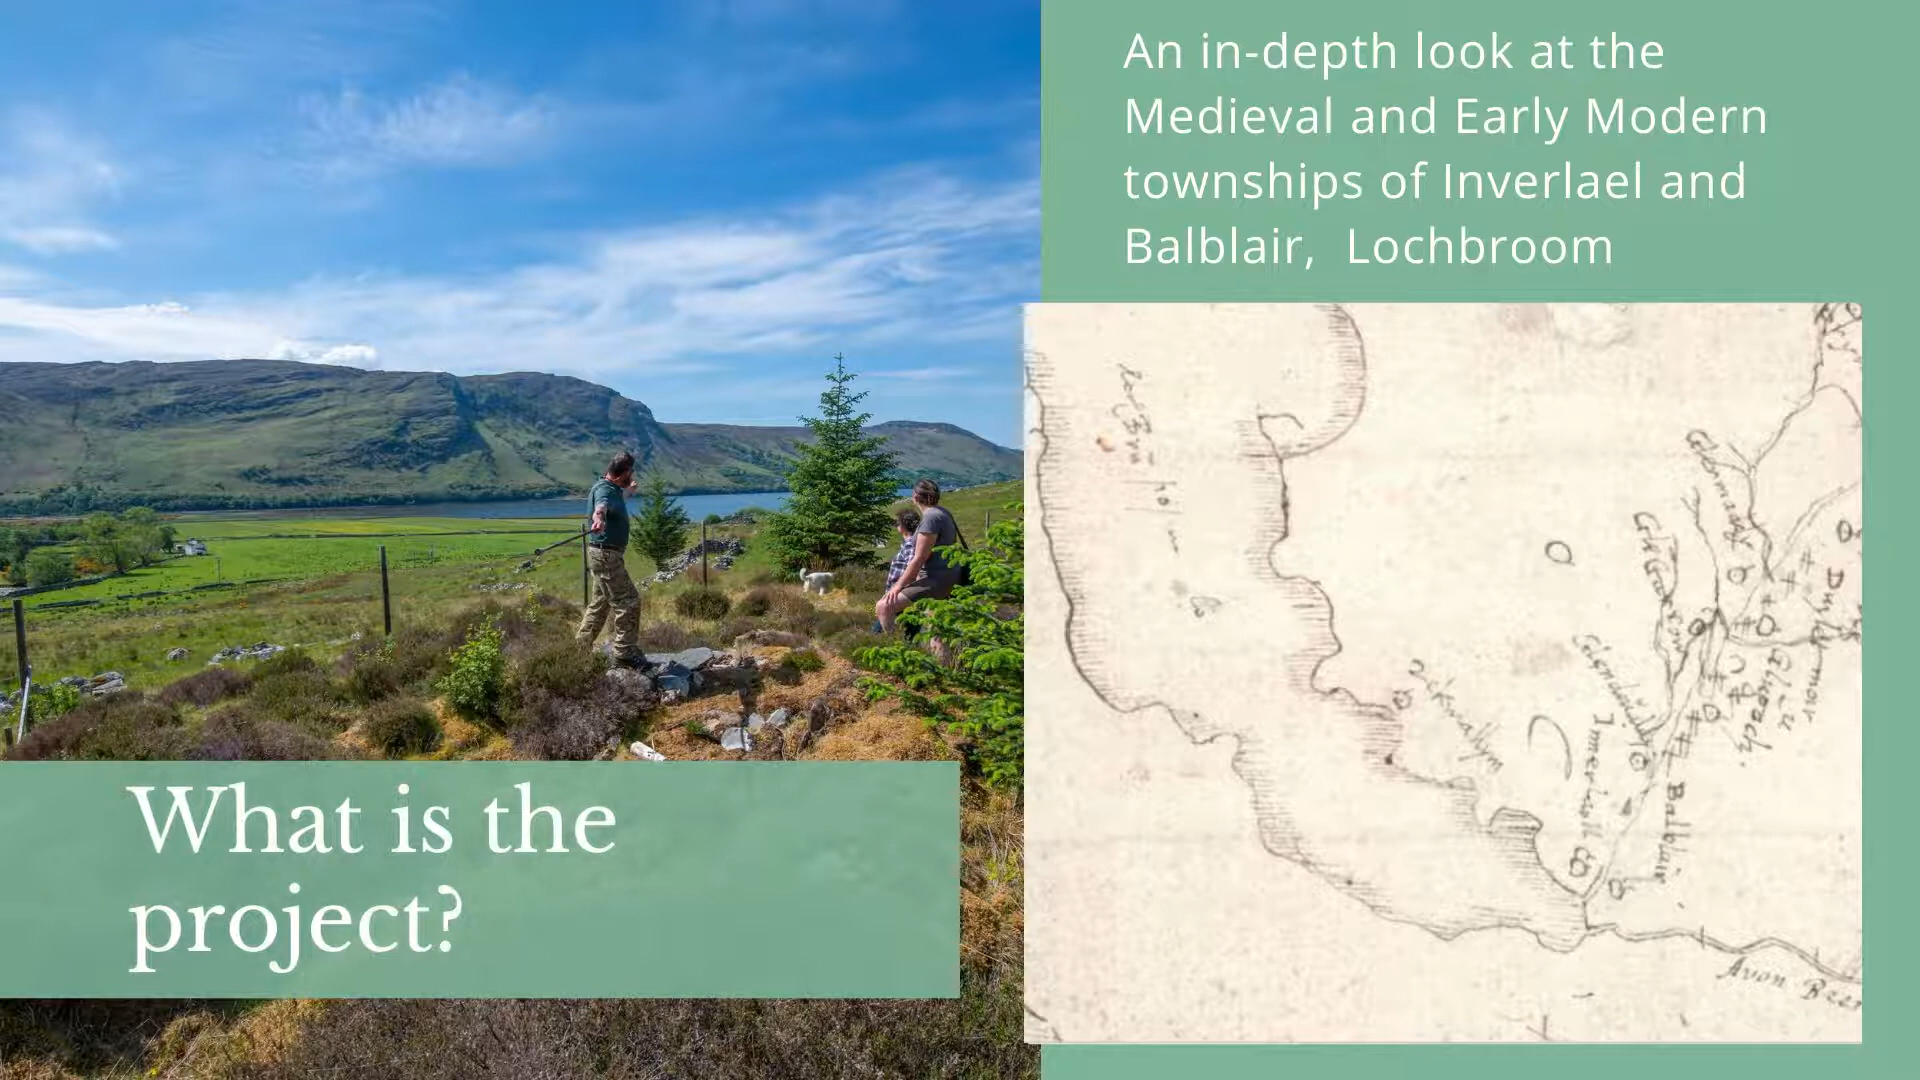 An in-depth look at the
Medieval and Early Modern
townships of Inverlael and
Balblair, Lochbroom
What is the
project?
Balblair
Avon